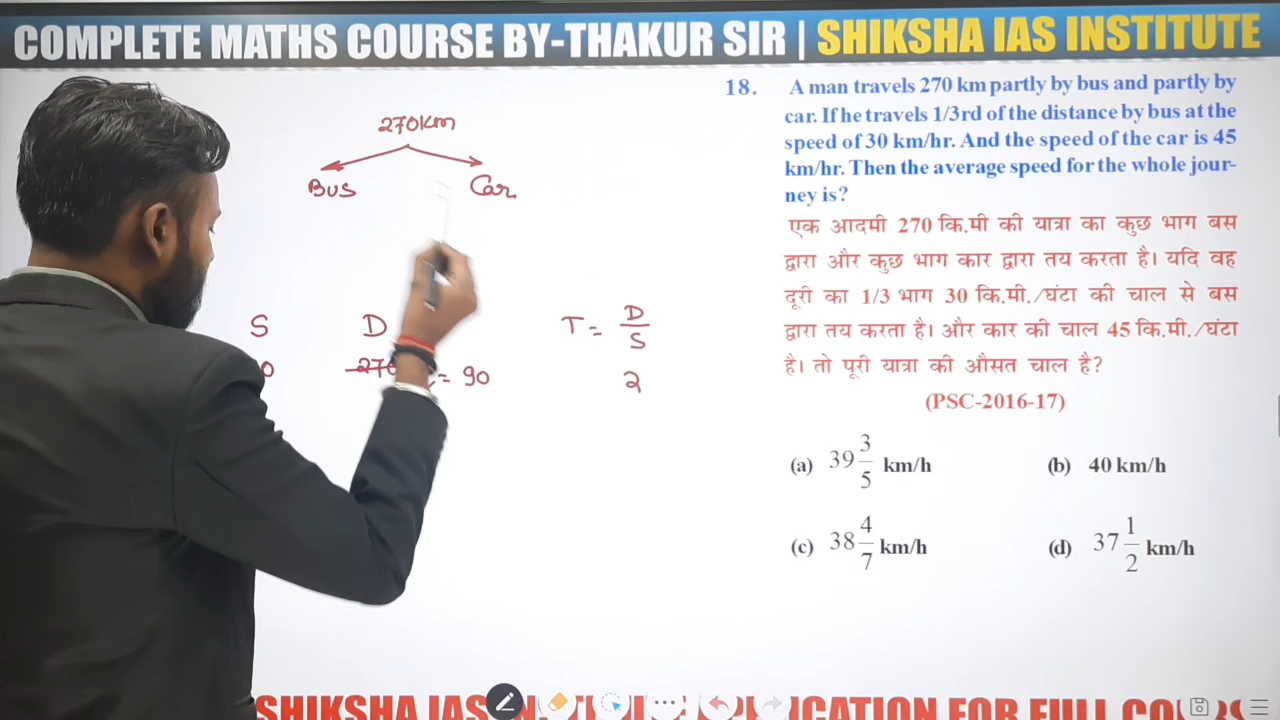 COMPLETE MATHS COURSE BY-THAKUR SIR | SHIKSHA IAS INSTITUTE
270km
Bus Car
S D T = D/S
= 90 2
18. A man travels 270 km partly by bus and partly by
car. If he travels 1/3rd of the distance by bus at the
speed of 30 km/hr. And the speed of the car is 45
km/hr. Then the average speed for the whole jour-
ney is?
एक आदमी 270 कि.मी की यात्रा का कुछ भाग बस
द्वारा और कुछ भाग कार द्वारा तय करता है। यदि वह
दूरी का 1/3 भाग 30 कि.मी./घंटा की चाल से बस
द्वारा तय करता है। और कार की चाल 45 कि.मी./घंटा
है। तो पूरी यात्रा की औसत चाल है?
(PSC-2016-17)
(a) 39 3/5 km/h (b) 40 km/h
(c) 38 4/7 km/h (d) 37 1/2 km/h
SHIKSHA IAS FOR FULL